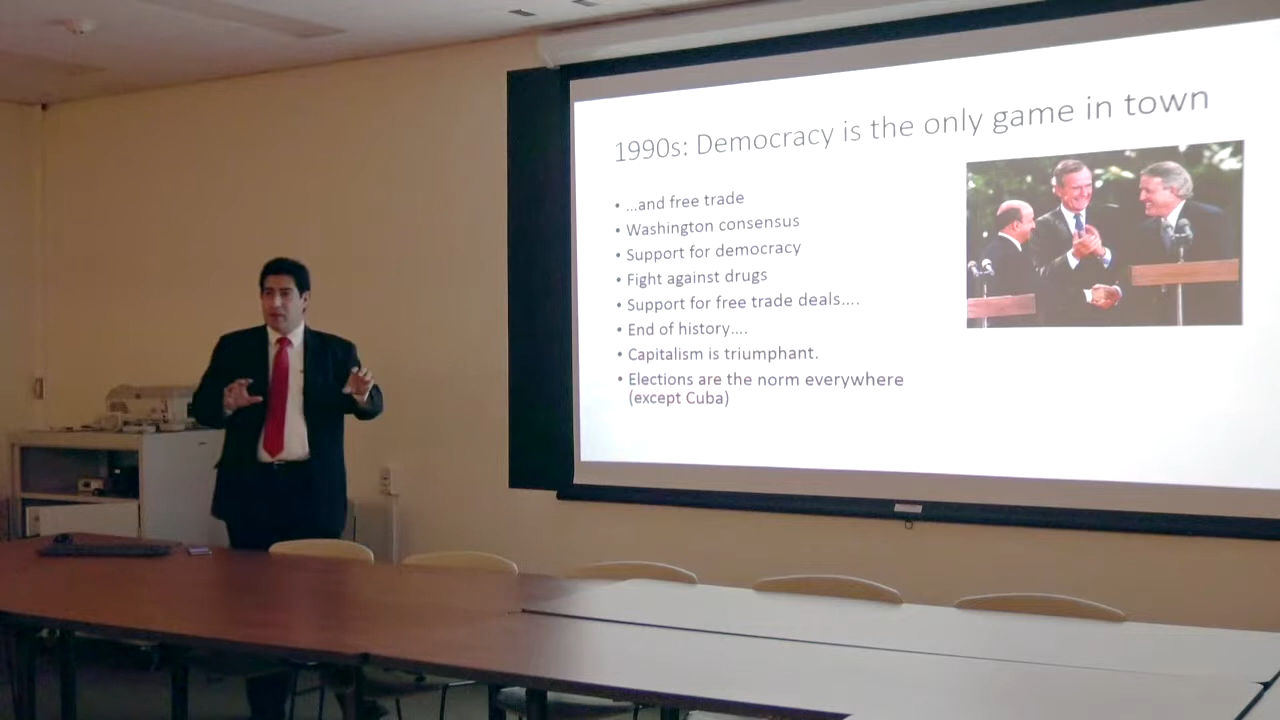 1990s: Democracy is the only game in town
• ...and free trade
• Washington consensus
• Support for democracy
• Fight against drugs
• Support for free trade deals....
• End of history....
• Capitalism is triumphant.
• Elections are the norm everywhere
(except Cuba)